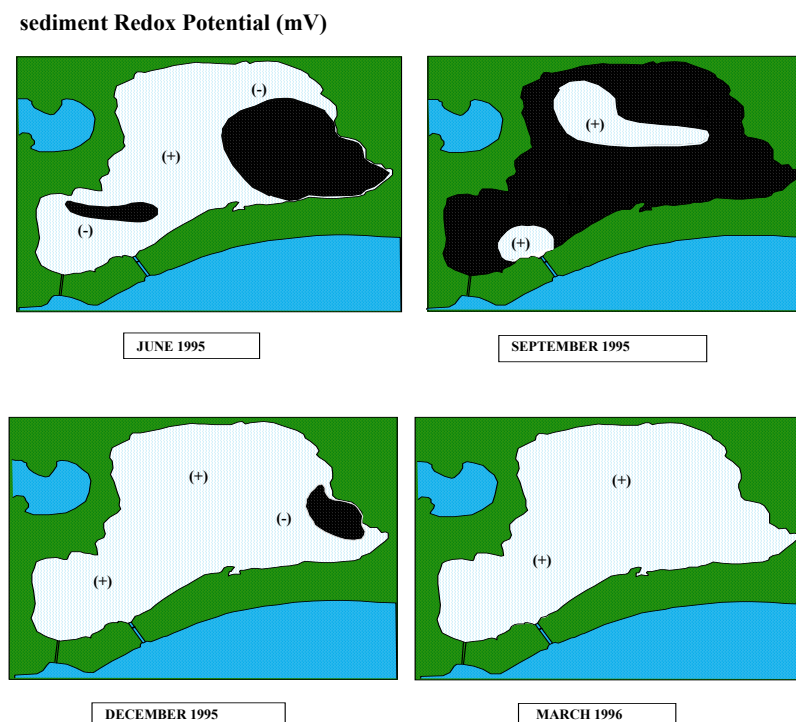 sediment Redox Potential (mV)
(-)
(+)
(-)
JUNE 1995
(+)
(+)
SEPTEMBER 1995
(+)
(-)
(+)
DECEMBER 1995
(+)
(+)
MARCH 1996